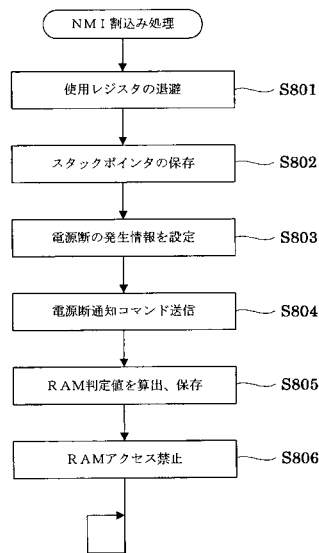 NMI割込み処理
使用レジスタの退避 S801
スタックポインタの保存 S802
電源断の発生情報を設定 S803
電源断通知コマンド送信 S804
RAM判定値を算出、保存 S805
RAMアクセス禁止 S806